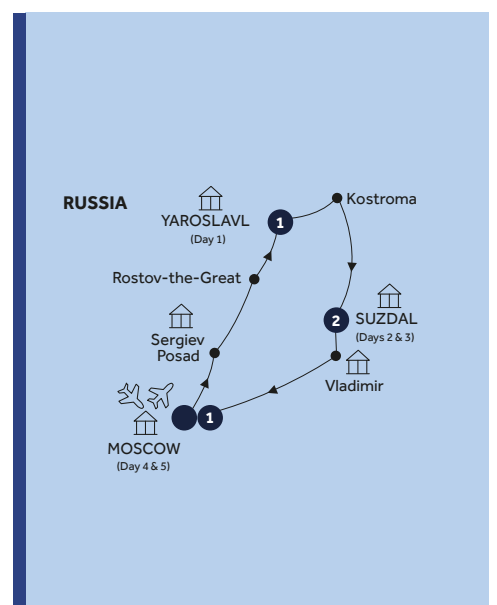 RUSSIA
YAROSLAVL
(Day 1)
1
Kostroma
Rostov-the-Great
2
SUZDAL
(Days 2 & 3)
Sergiev
Posad
Vladimir
1
MOSCOW
(Day 4 & 5)